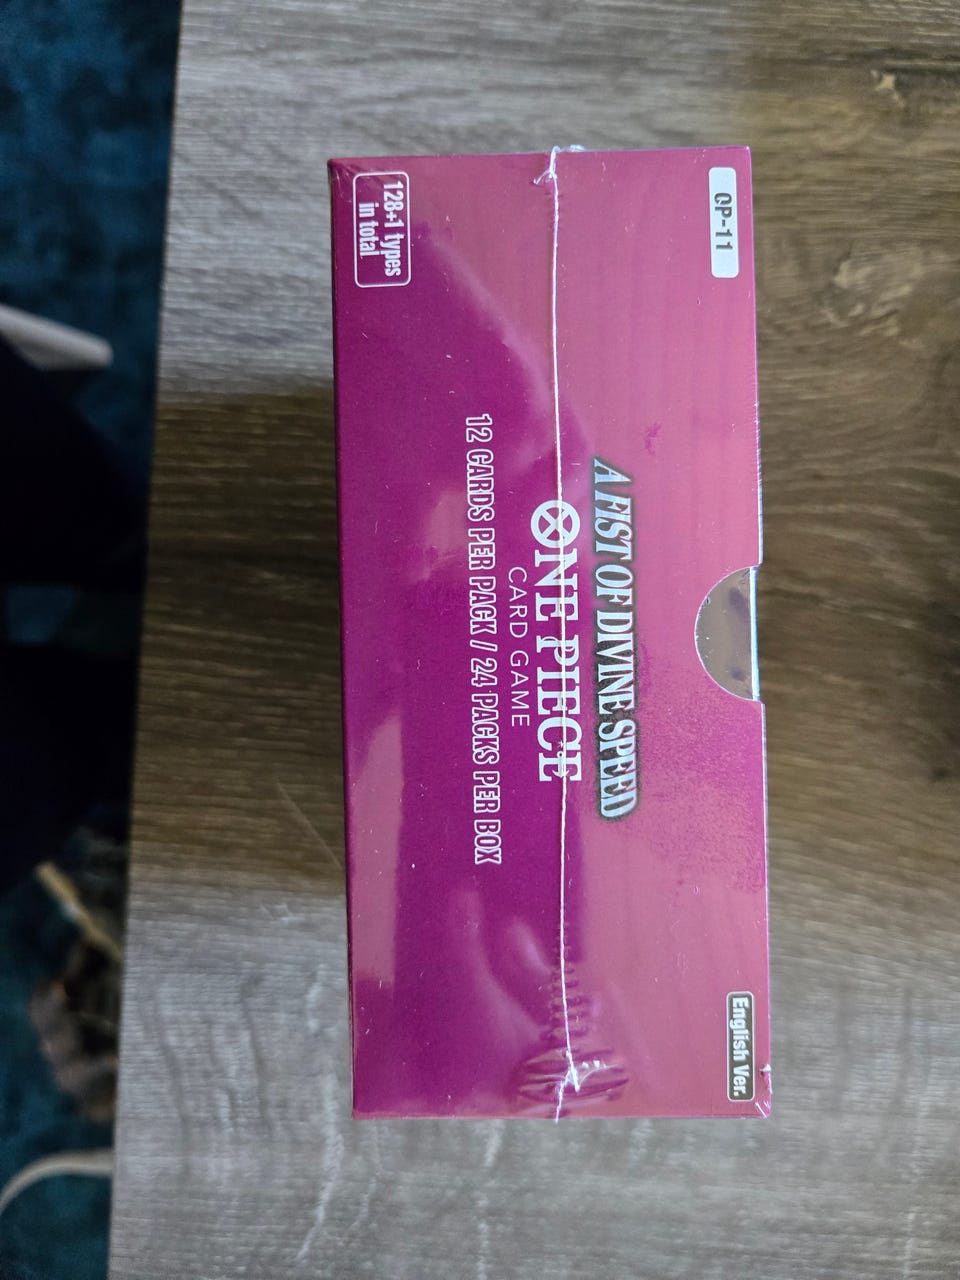 OP-11
English Ver.
A FIST OF DIVINE SPEED
ONE PIECE
CARD GAME
12 CARDS PER PACK / 24 PACKS PER BOX
128+1 types
in total